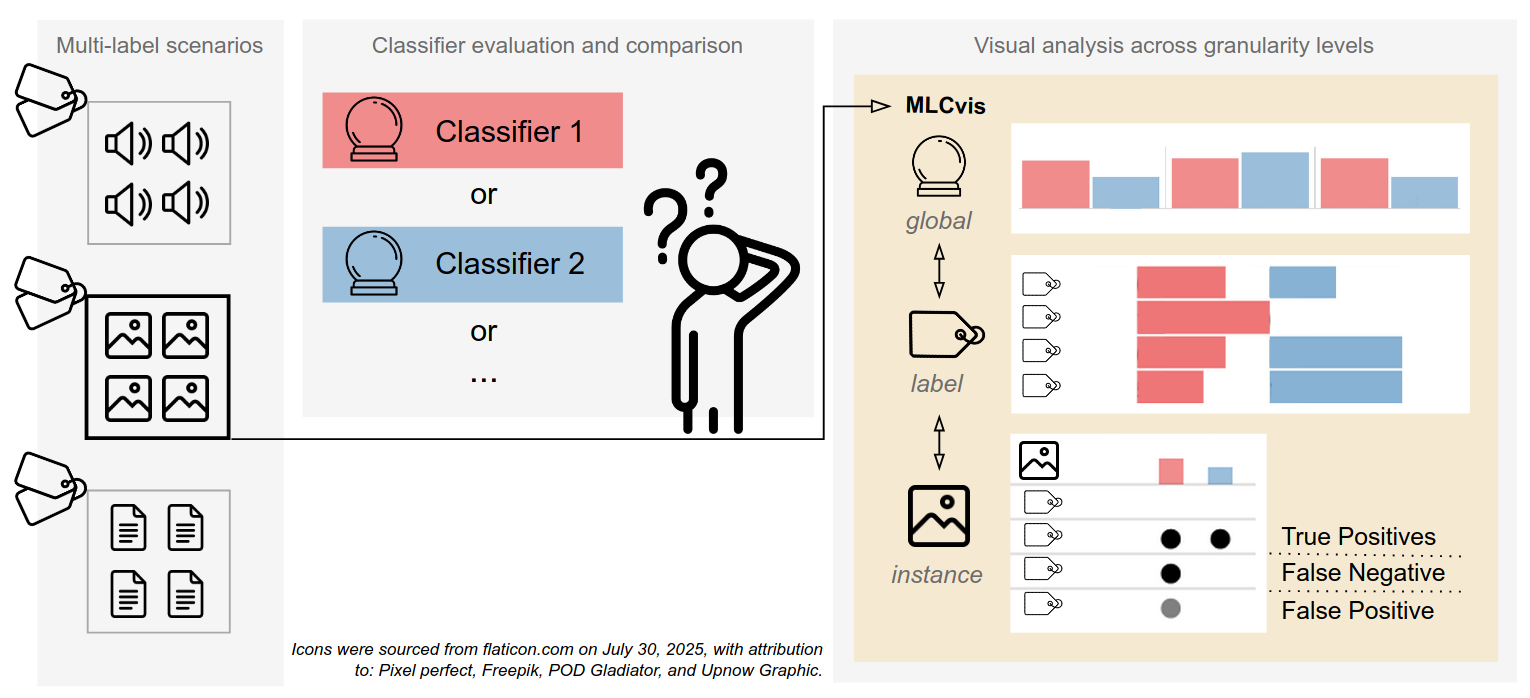 Multi-label scenarios
Classifier evaluation and comparison
Classifier 1
or
Classifier 2
or
...
Visual analysis across granularity levels
MLCvis
global
label
instance
True Positives
False Negative
False Positive
Icons were sourced from flaticon.com on July 30, 2025, with attribution
to: Pixel perfect, Freepik, POD Gladiator, and Upnow Graphic.